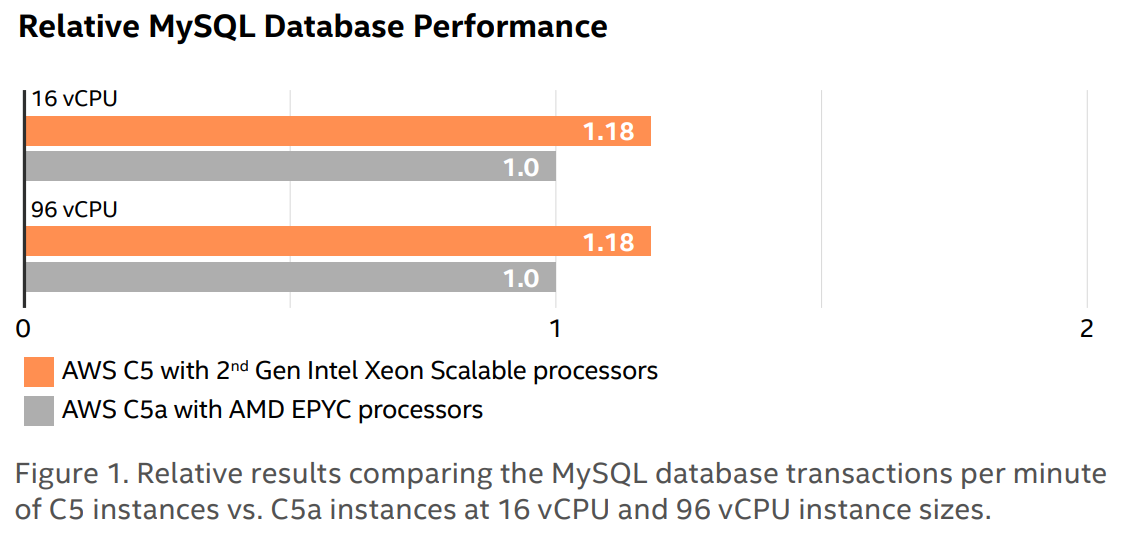 Relative MySQL Database Performance
16 vCPU
1.18
1.0
96 vCPU
1.18
1.0
0 1 2
AWS C5 with 2nd Gen Intel Xeon Scalable processors
AWS C5a with AMD EPYC processors
Figure 1. Relative results comparing the MySQL database transactions per minute
of C5 instances vs. C5a instances at 16 vCPU and 96 vCPU instance sizes.